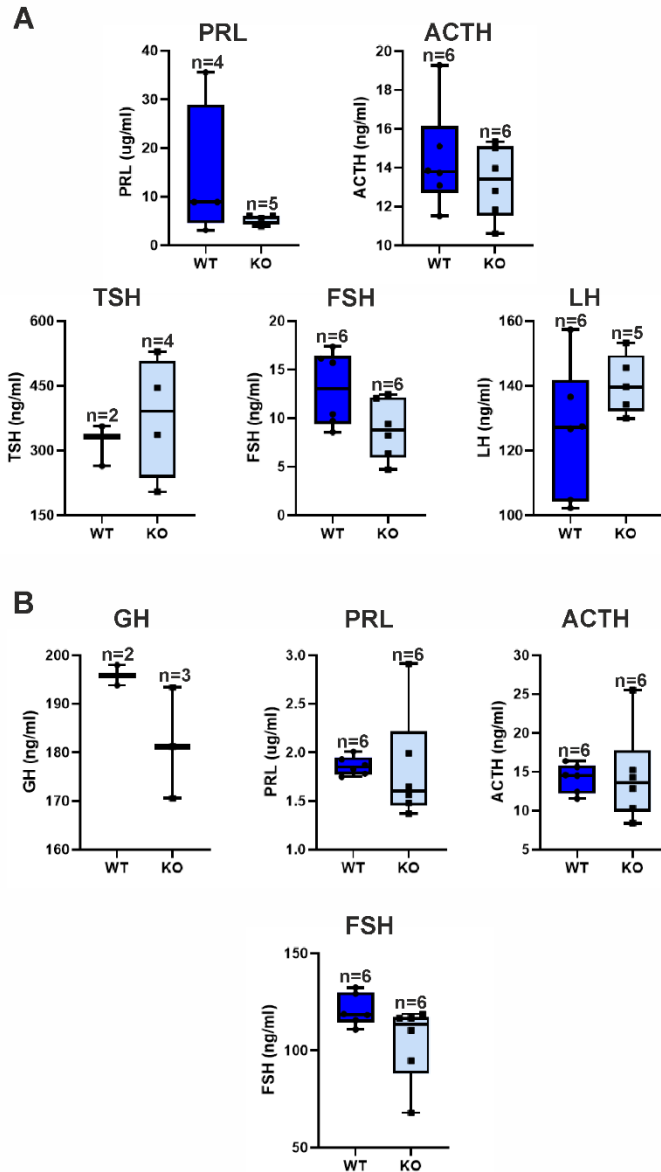 A
PRL
PRL (ug/ml)
40
30
20
10
0
n=4
n=5
WT
KO
ACTH
ACTH (ng/ml)
20
18
16
14
12
10
n=6
n=6
WT
KO
TSH
TSH (ng/ml)
600
450
300
150
n=2
n=4
WT
KO
FSH
FSH (ng/ml)
20
15
10
5
0
n=6
n=6
WT
KO
LH
LH (ng/ml)
160
140
120
100
n=6
n=5
WT
KO
B
GH
GH (ng/ml)
200
190
180
170
160
n=2
n=3
WT
KO
PRL
PRL (ug/ml)
3.0
2.5
2.0
1.5
1.0
n=6
n=6
WT
KO
ACTH
ACTH (ng/ml)
30
25
20
15
10
5
n=6
n=6
WT
KO
FSH
FSH (ng/ml)
150
100
50
n=6
n=6
WT
KO